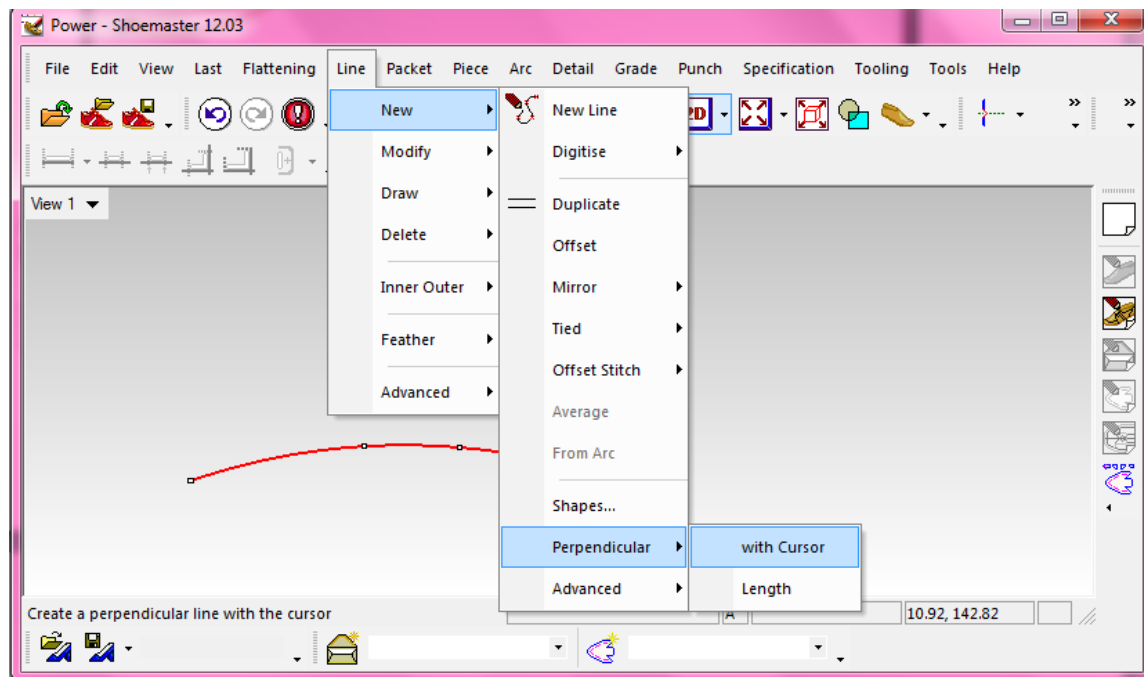 Power - Shoemaster 12.03
File Edit View Last Flattening Line Packet Piece Arc Detail Grade Punch Specification Tooling Tools Help
New
Modify
Draw
Delete
Inner Outer
Feather
Advanced
New Line
Digitise
Duplicate
Offset
Mirror
Tied
Offset Stitch
Average
From Arc
Shapes...
Perpendicular
Advanced
with Cursor
Length
2D
View 1
Create a perpendicular line with the cursor
A
10.92, 142.82